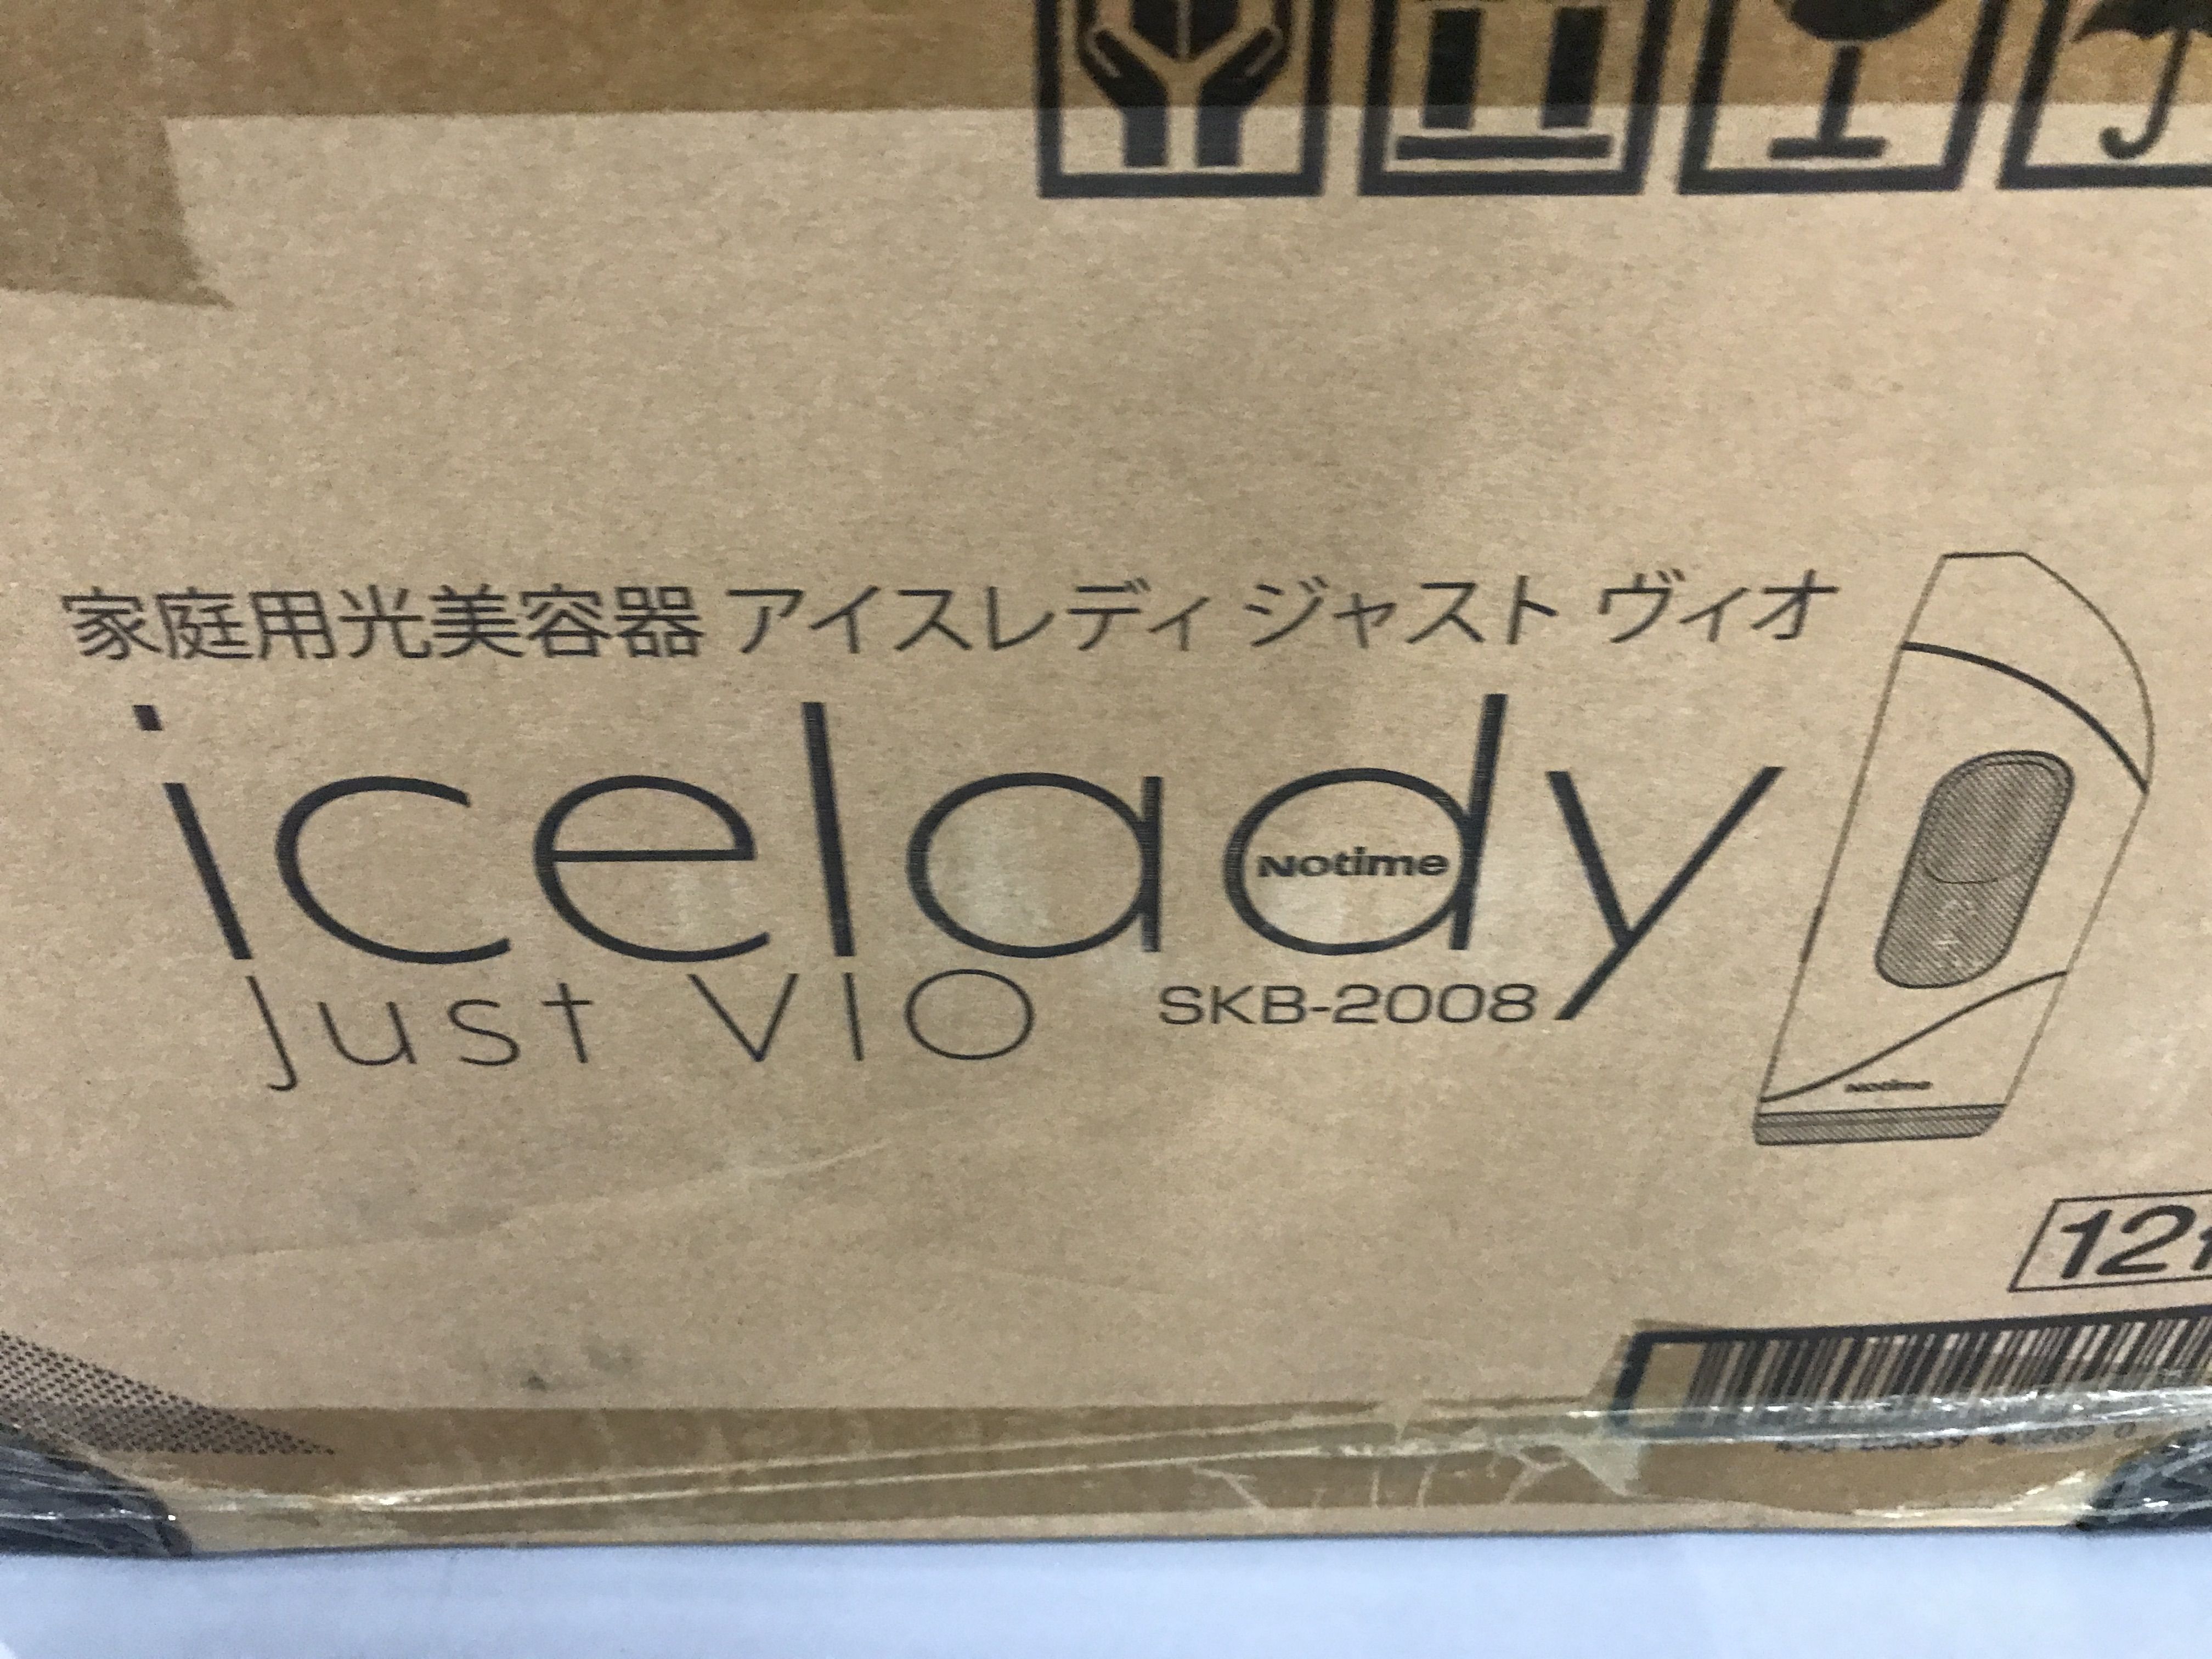 家庭用光美容器 アイスレディ ジャスト ヴィオ
icelady
Notime
just VIO
SKB-2008
Notime